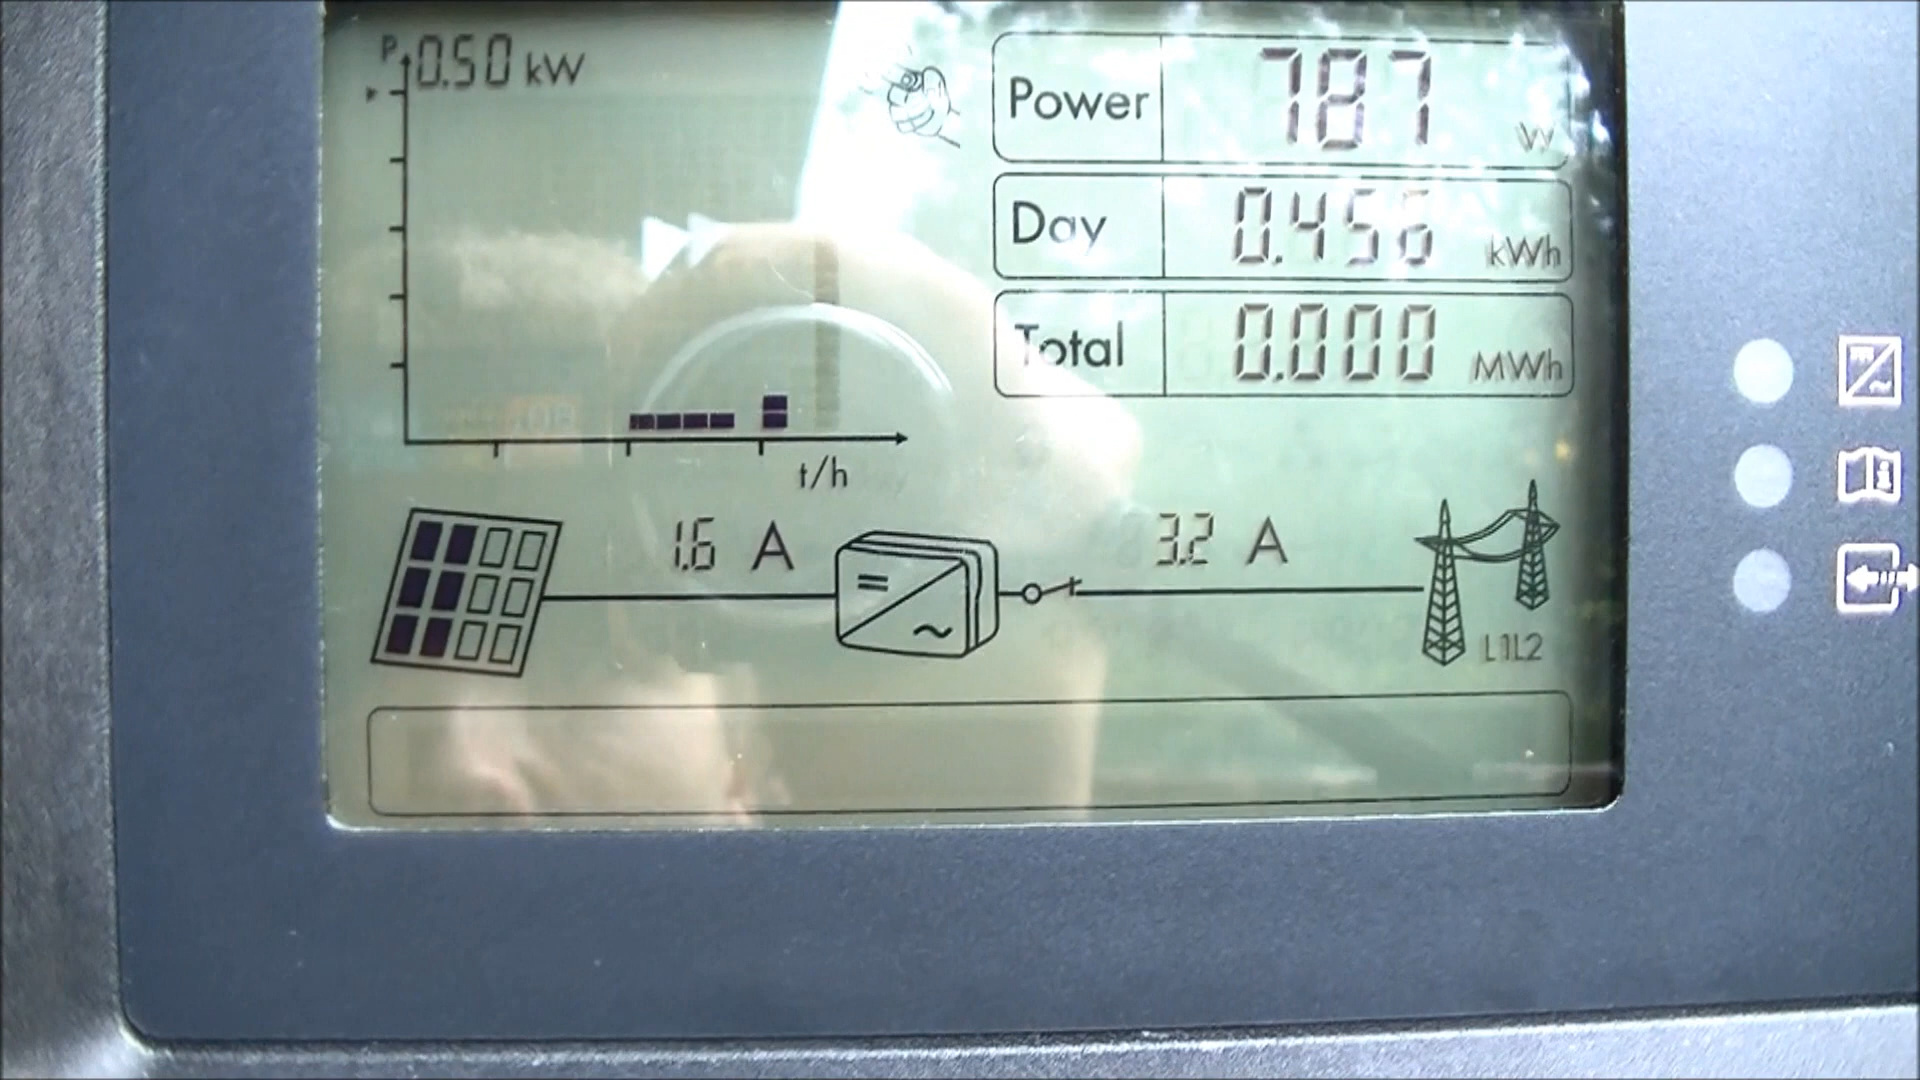 P 0.50 kW
Power 787 W
Day 0.456 kWh
Total 0.000 MWh
t/h
1.6 A
3.2 A
L1L2